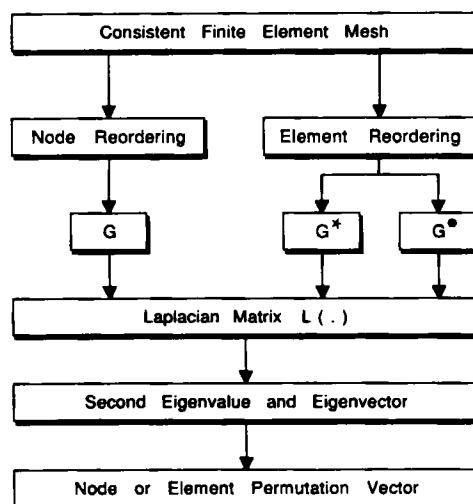 Consistent Finite Element Mesh
Node Reordering
Element Reordering
G
G*
G•
Laplacian Matrix L ( . )
Second Eigenvalue and Eigenvector
Node or Element Permutation Vector